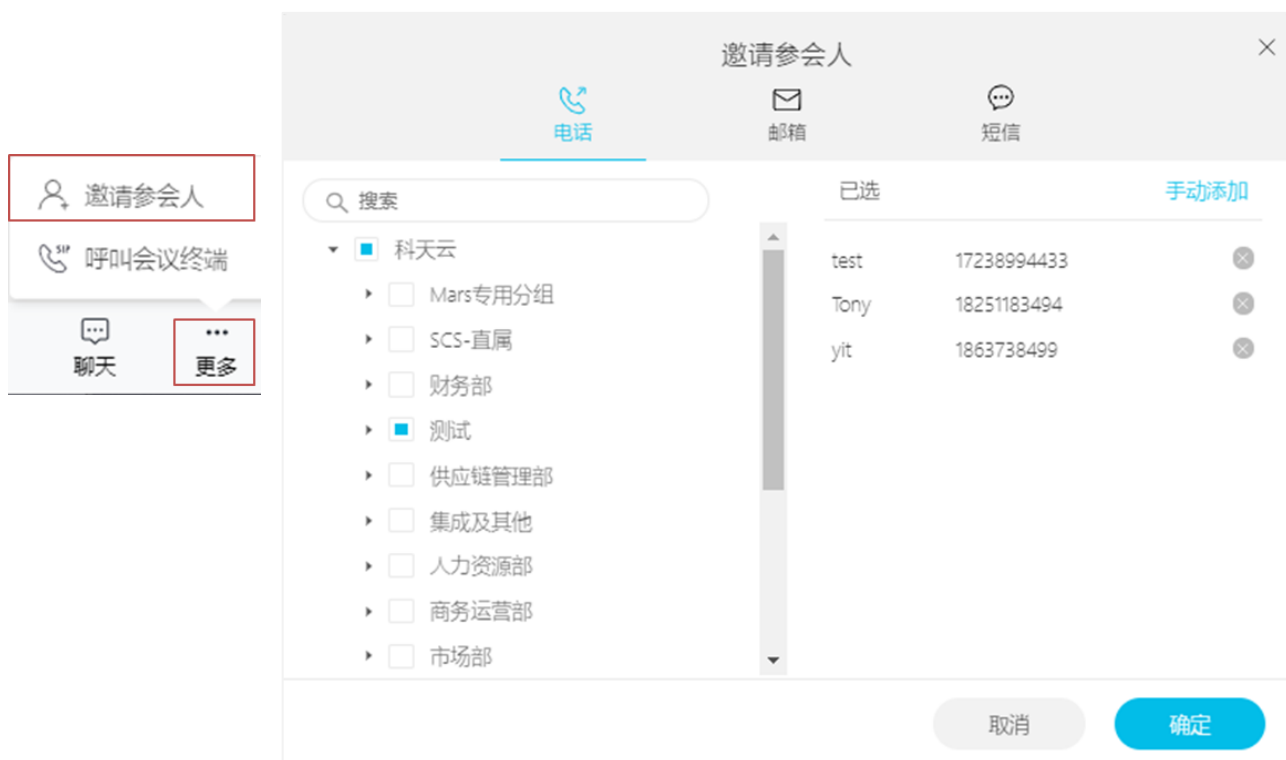 邀请参会人
SIP
呼叫会议终端
聊天
更多
邀请参会人
电话
邮箱
短信
搜索
科天云
Mars专用分组
SCS-直属
财务部
测试
供应链管理部
集成及其他
人力资源部
商务运营部
市场部
已选
手动添加
test 17238994433
Tony 18251183494
yit 1863738499
取消
确定